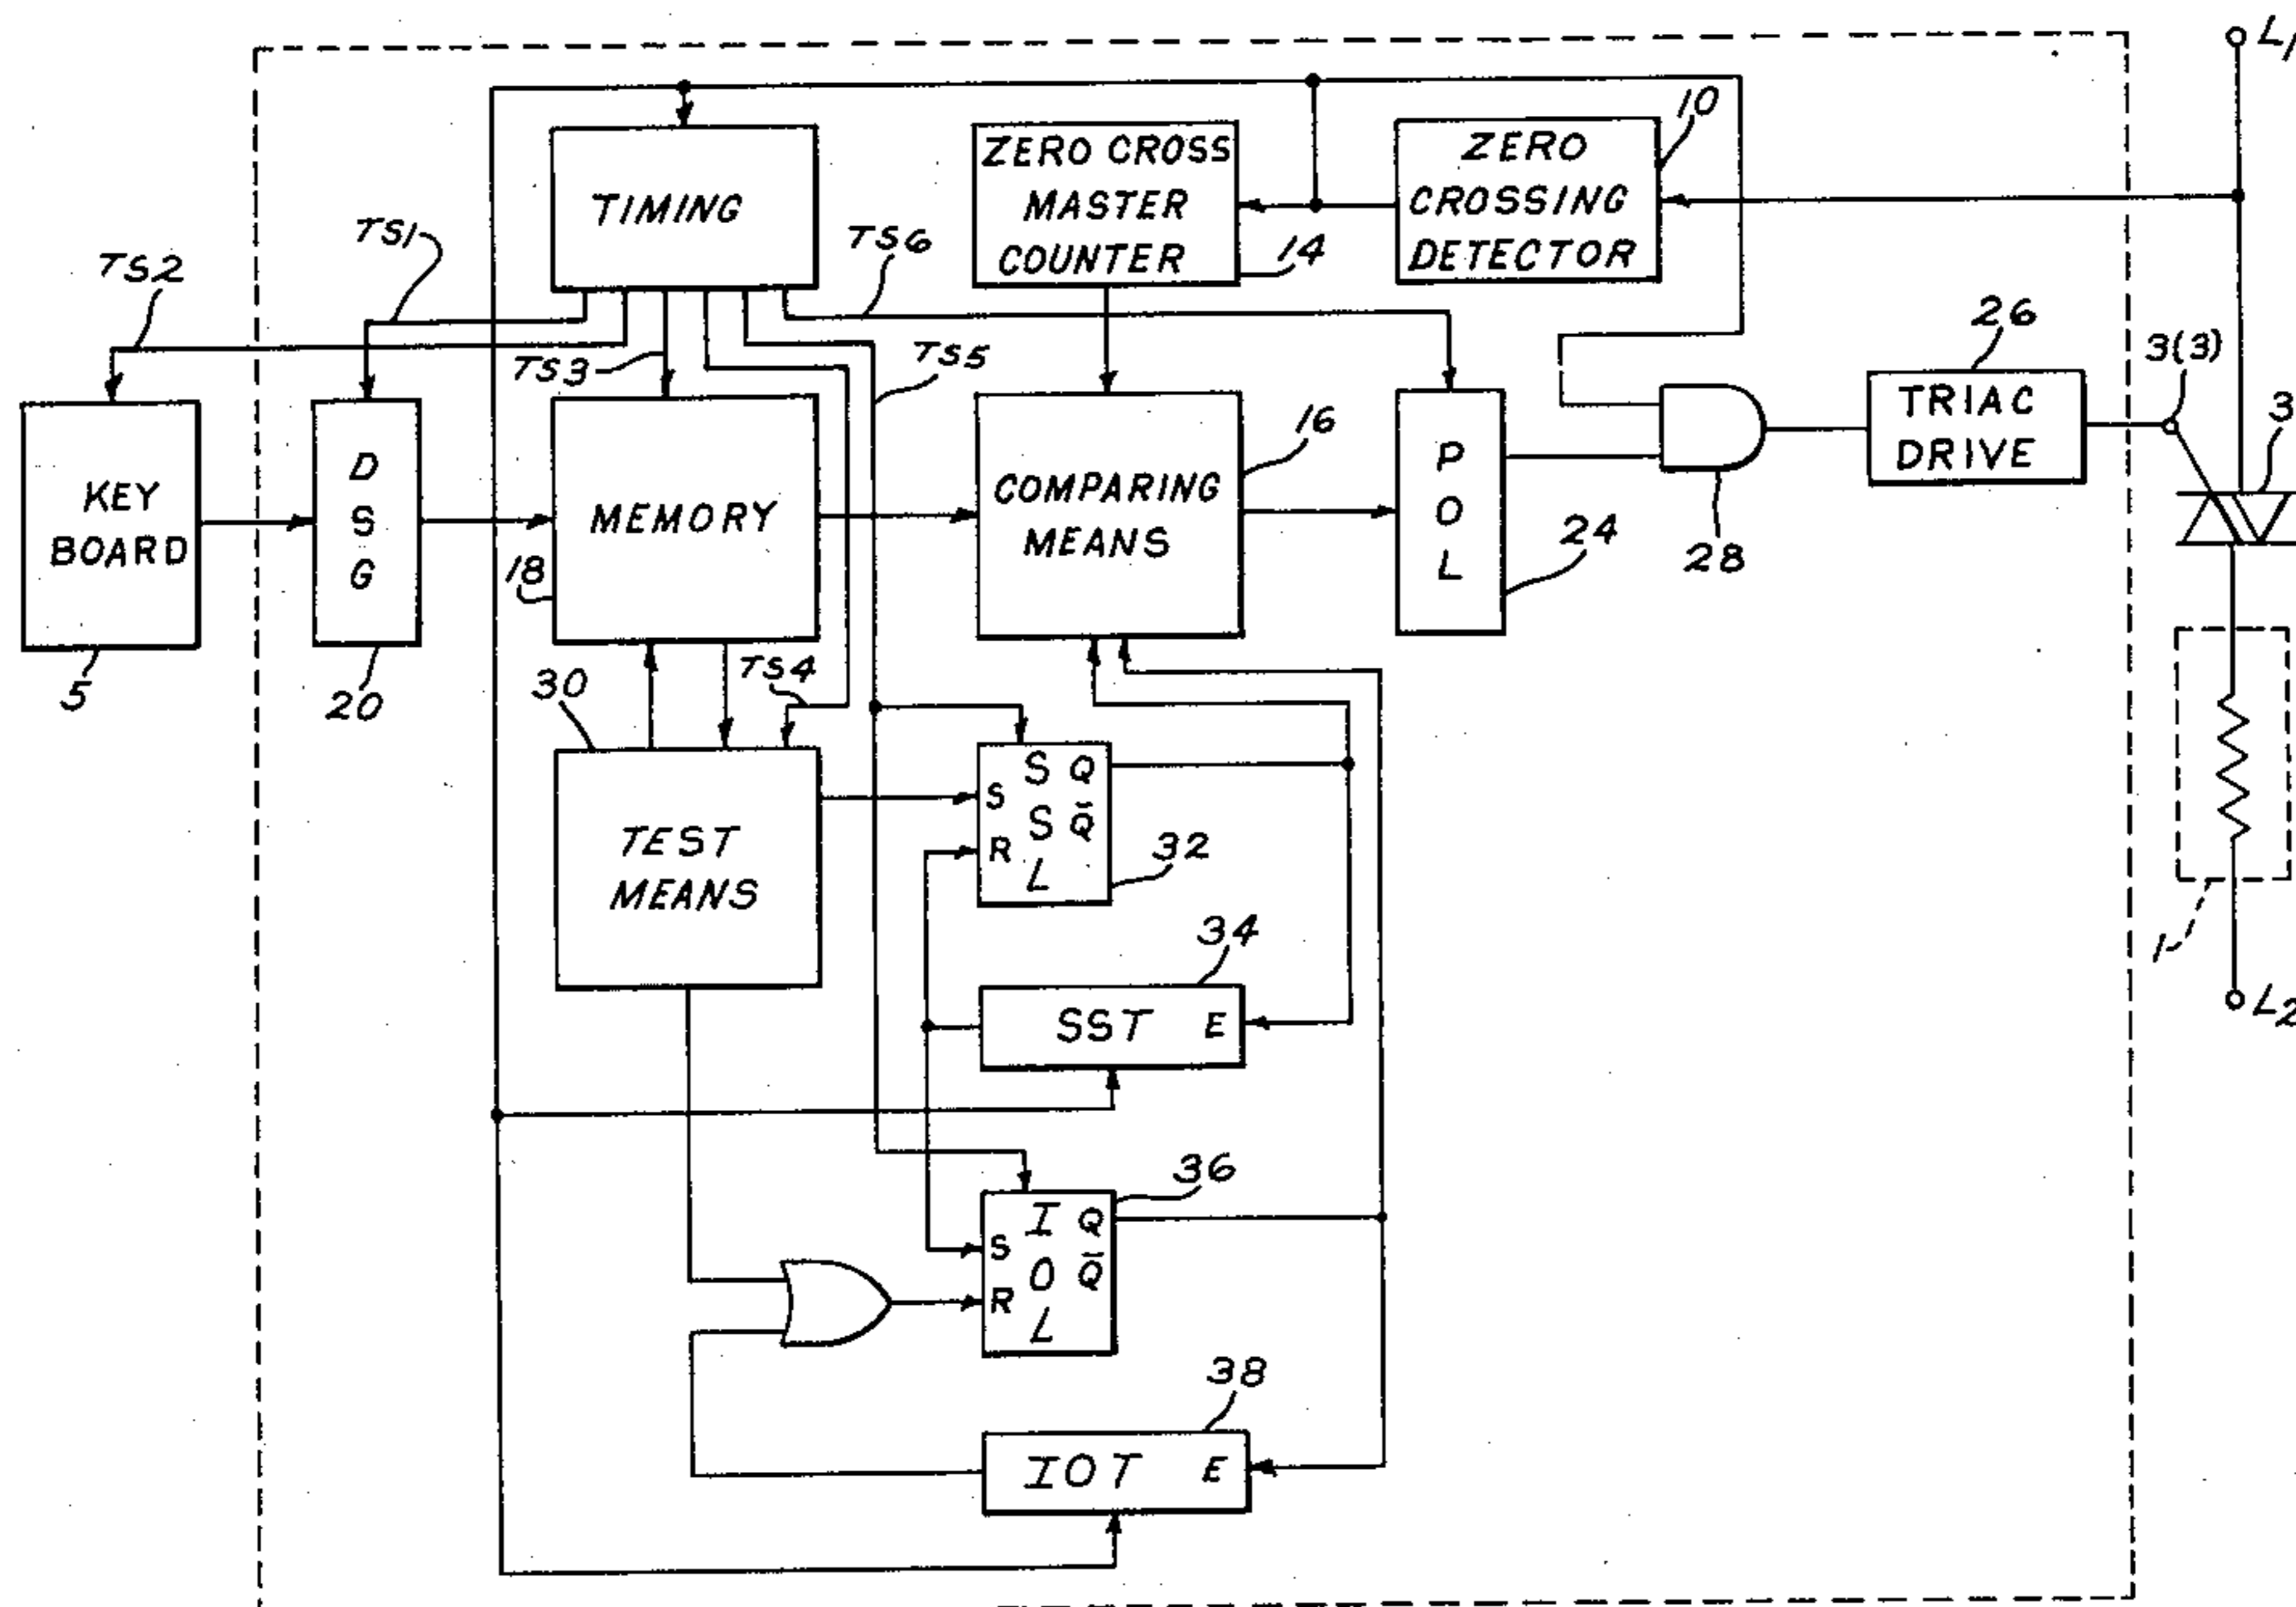 L1
10
ZERO CROSS
MASTER
COUNTER
14
ZERO
CROSSING
DETECTOR
TIMING
TS1
TS2
TS6
TS3
TS5
26
3(3)
TRIAC
DRIVE
3
KEY
BOARD
5
D
S
G
20
MEMORY
18
COMPARING
MEANS
16
P
O
L
24
28
30
TS4
TEST
MEANS
S Q
S
S Q̄
R
L
32
34
SST E
1
L2
36
I Q
S
O Q̄
R
L
38
IOT E